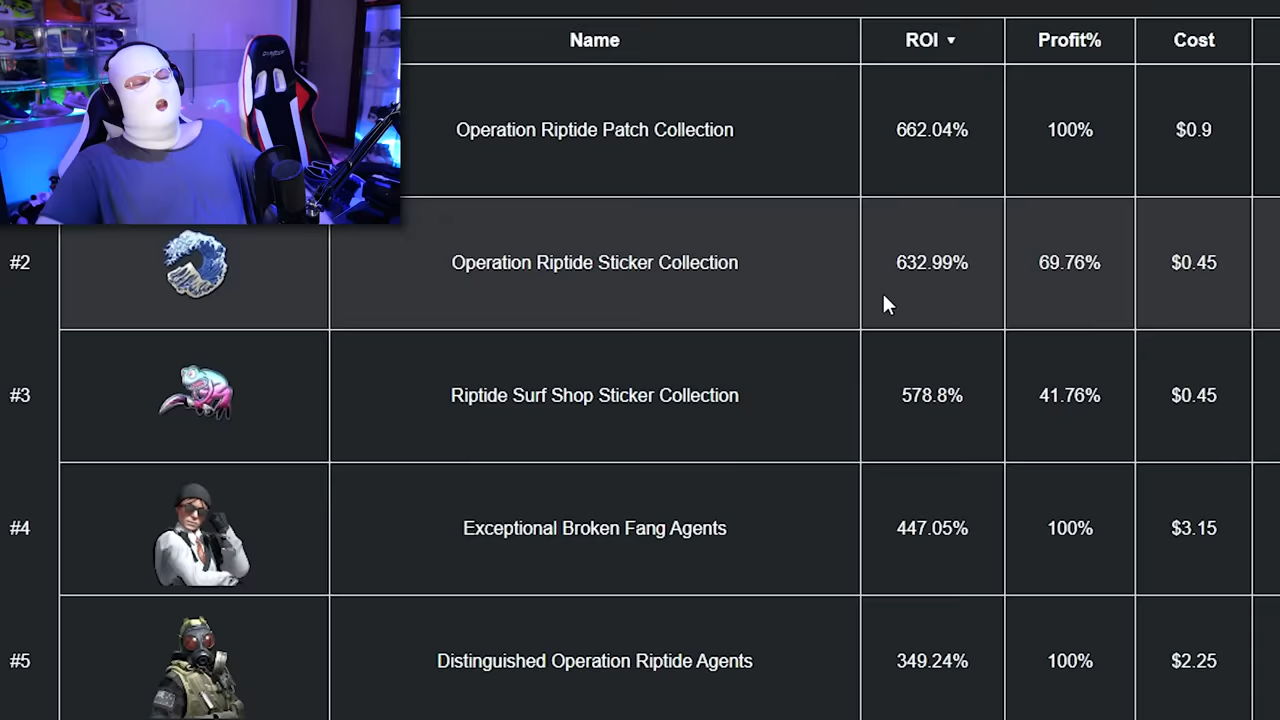 Name ROI ▼ Profit% Cost
Operation Riptide Patch Collection 662.04% 100% $0.9
#2 Operation Riptide Sticker Collection 632.99% 69.76% $0.45
#3 Riptide Surf Shop Sticker Collection 578.8% 41.76% $0.45
#4 Exceptional Broken Fang Agents 447.05% 100% $3.15
#5 Distinguished Operation Riptide Agents 349.24% 100% $2.25